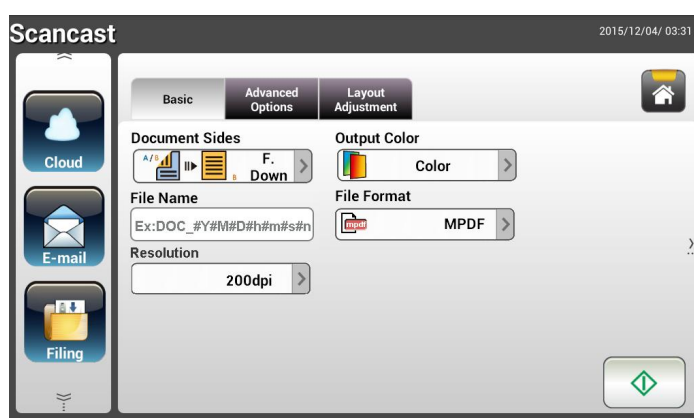 Scancast
2015/12/04/ 03:31
Basic
Advanced
Options
Layout
Adjustment
Cloud
E-mail
Filing
Document Sides
A/B
B
F.
Down
Output Color
Color
File Name
Ex:DOC_#Y#M#D#h#m#s#n
File Format
mpdf
MPDF
Resolution
200dpi